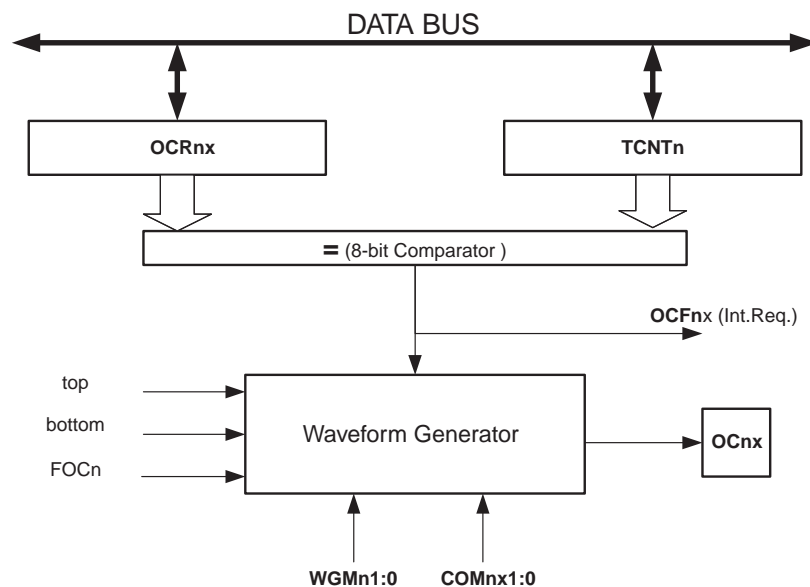 DATA BUS
OCRnx
TCNTn
= (8-bit Comparator )
OCFnx (Int.Req.)
top
bottom
FOCn
Waveform Generator
OCnx
WGMn1:0
COMnx1:0